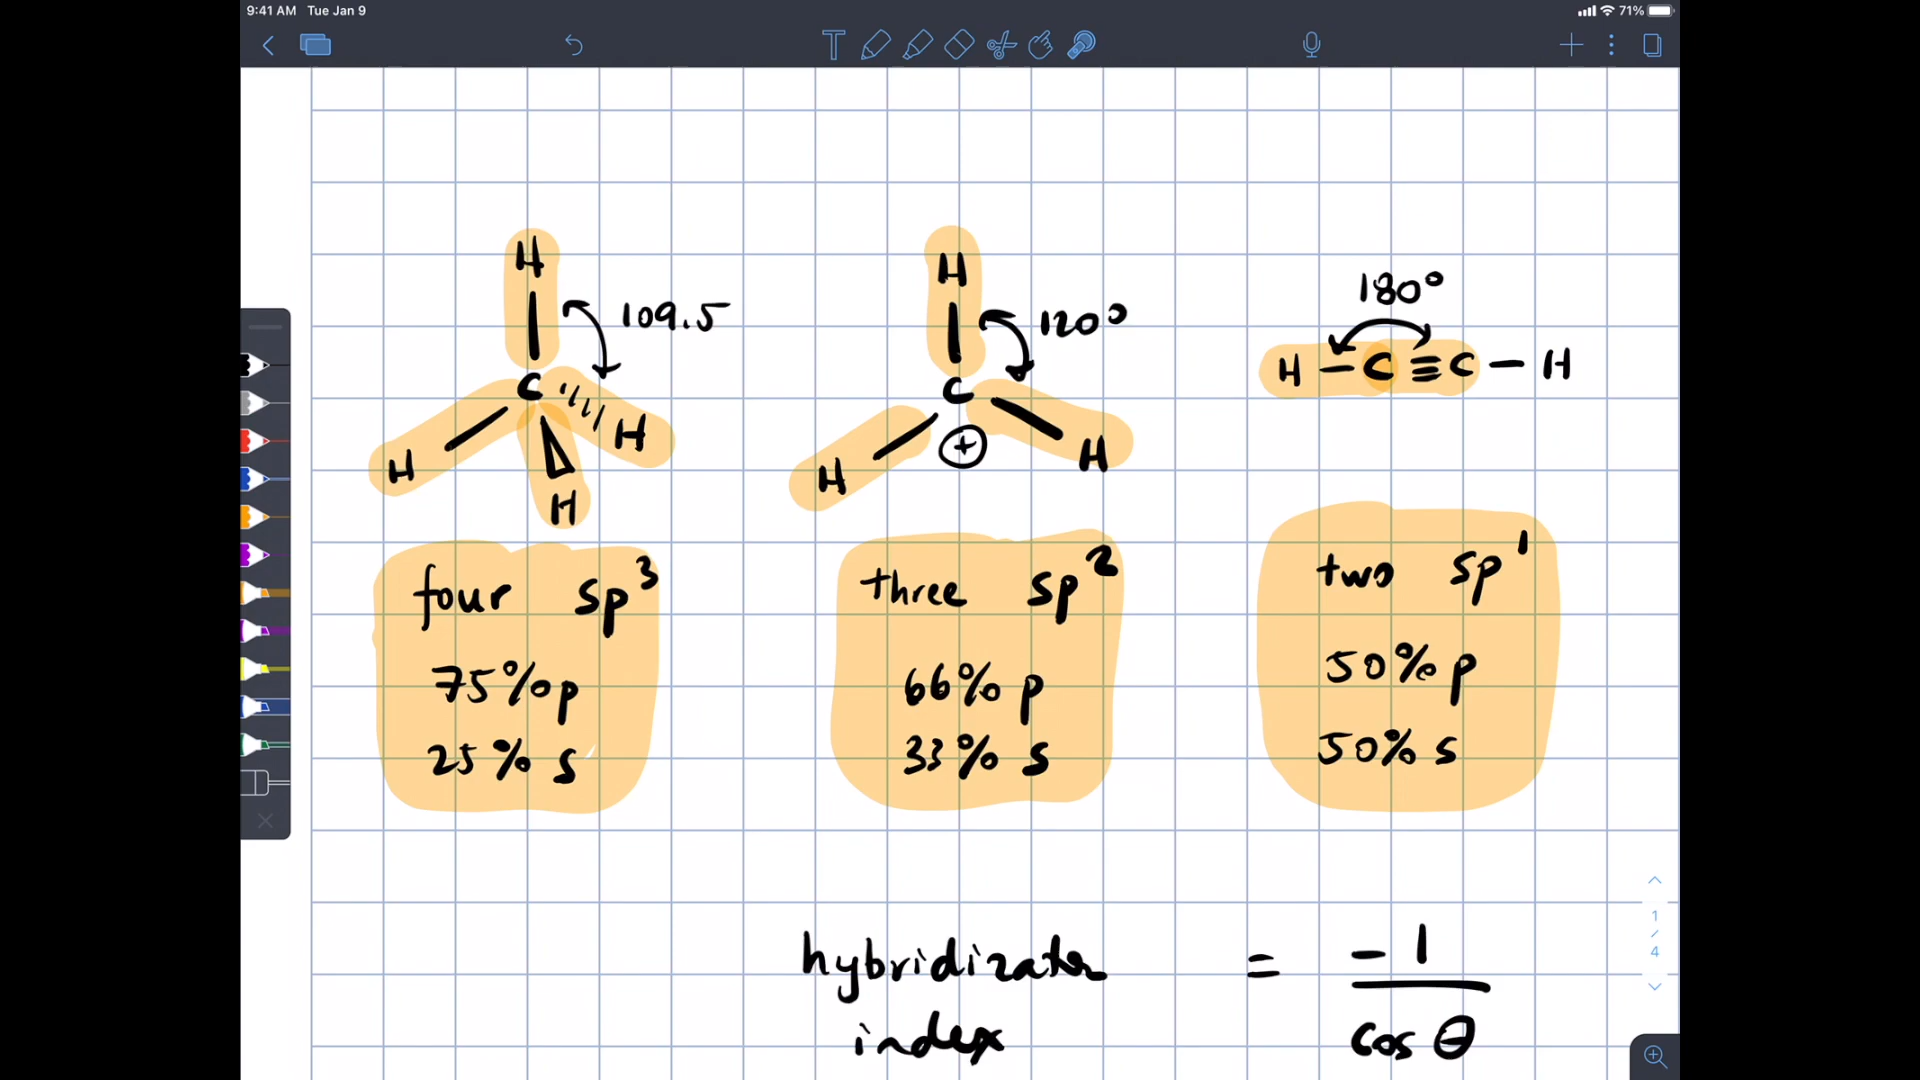 9:41 AM Tue Jan 9
71%
T
H
109.5
C
H
H
H
four sp³
75%p
25% s
H
120°
C
+
H
H
three sp²
66% p
33% s
180°
H – C ≡ C – H
two sp¹
50% p
50% s
1
/
4
hybridization
index
= -1
cos θ